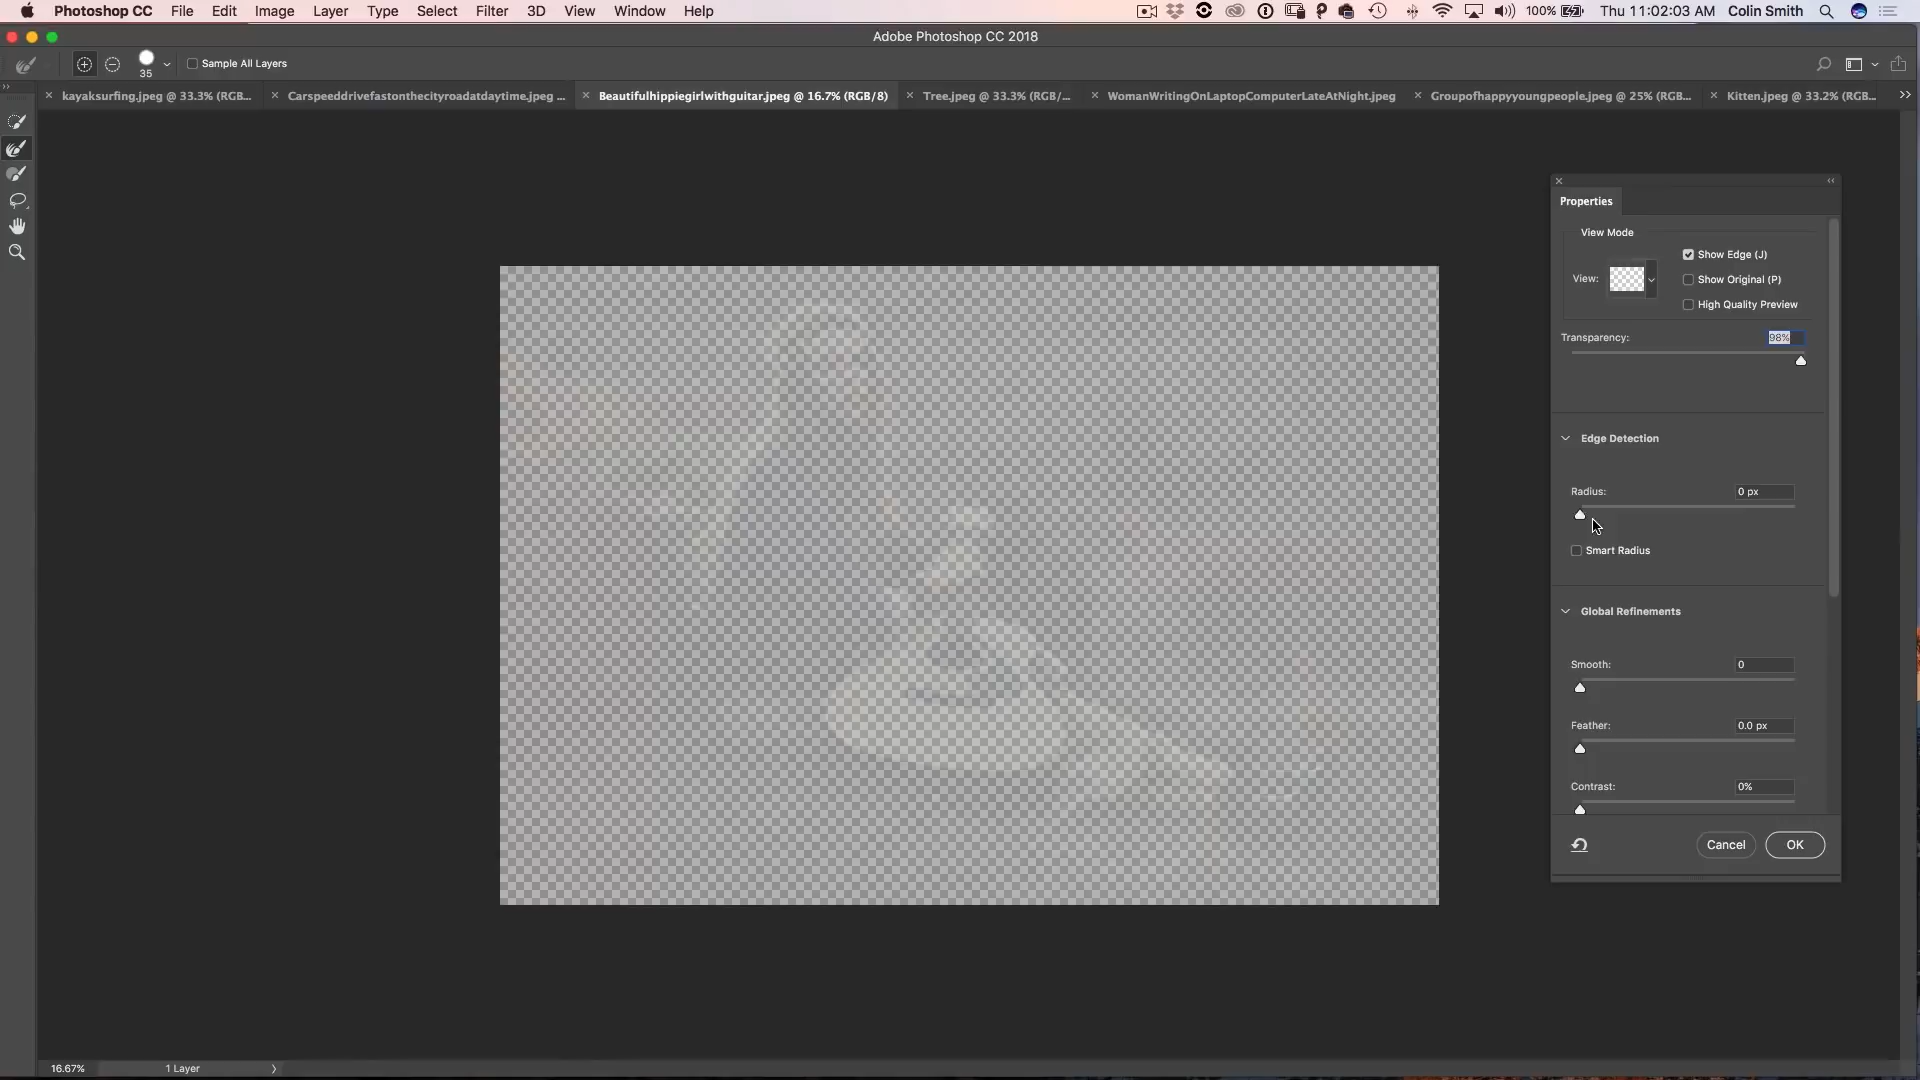 Photoshop CC File Edit Image Layer Type Select Filter 3D View Window Help 100% Thu 11:02:03 AM Colin Smith
Adobe Photoshop CC 2018
35 Sample All Layers
kayaksurfing.jpeg @ 33.3% (RGB... Carspeeddrivefastonthecityroadatdaytime.jpeg ... Beautifulhippiegirlwithguitar.jpeg @ 16.7% (RGB/8) Tree.jpeg @ 33.3% (RGB/... WomanWritingOnLaptopComputerLateAtNight.jpeg Groupofhappyyoungpeople.jpeg @ 25% (RGB... Kitten.jpeg @ 33.2% (RGB...
Properties
View Mode
Show Edge (J)
View:
Show Original (P)
High Quality Preview
Transparency: 98%
Edge Detection
Radius: 0 px
Smart Radius
Global Refinements
Smooth: 0
Feather: 0.0 px
Contrast: 0%
Cancel OK
16.67% 1 Layer